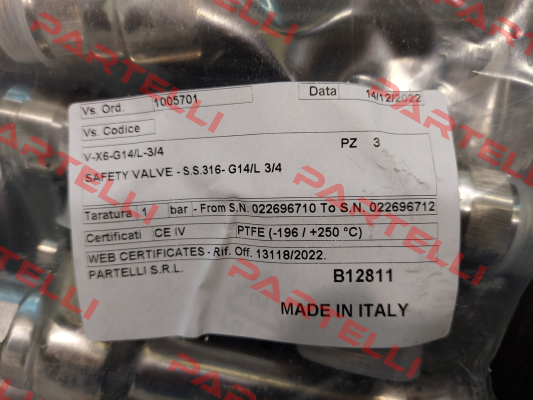 Vs. Ord. 1005701 Data 14/12/2022
Vs. Codice
V-X6-G14/L-3/4 PZ 3
SAFETY VALVE - S.S.316- G14/L 3/4
Taratura 1 bar - From S.N. 022696710 To S.N. 022696712
Certificati CE IV PTFE (-196 / +250 °C)
WEB CERTIFICATES - Rif. Off. 13118/2022.
PARTELLI S.R.L.
B12811
MADE IN ITALY
PARTELLI
PARTELLI
PARTELLI
PARTELLI
PARTELLI
PARTELLI